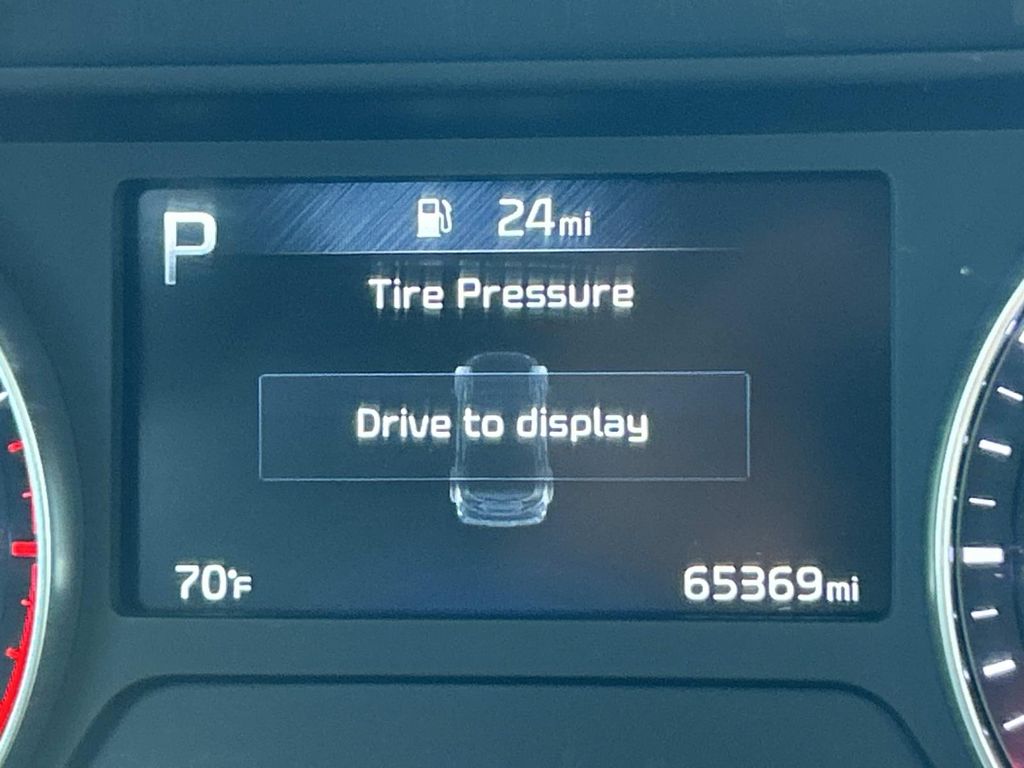 P
24mi
Tire Pressure
Drive to display
70°F
65369mi